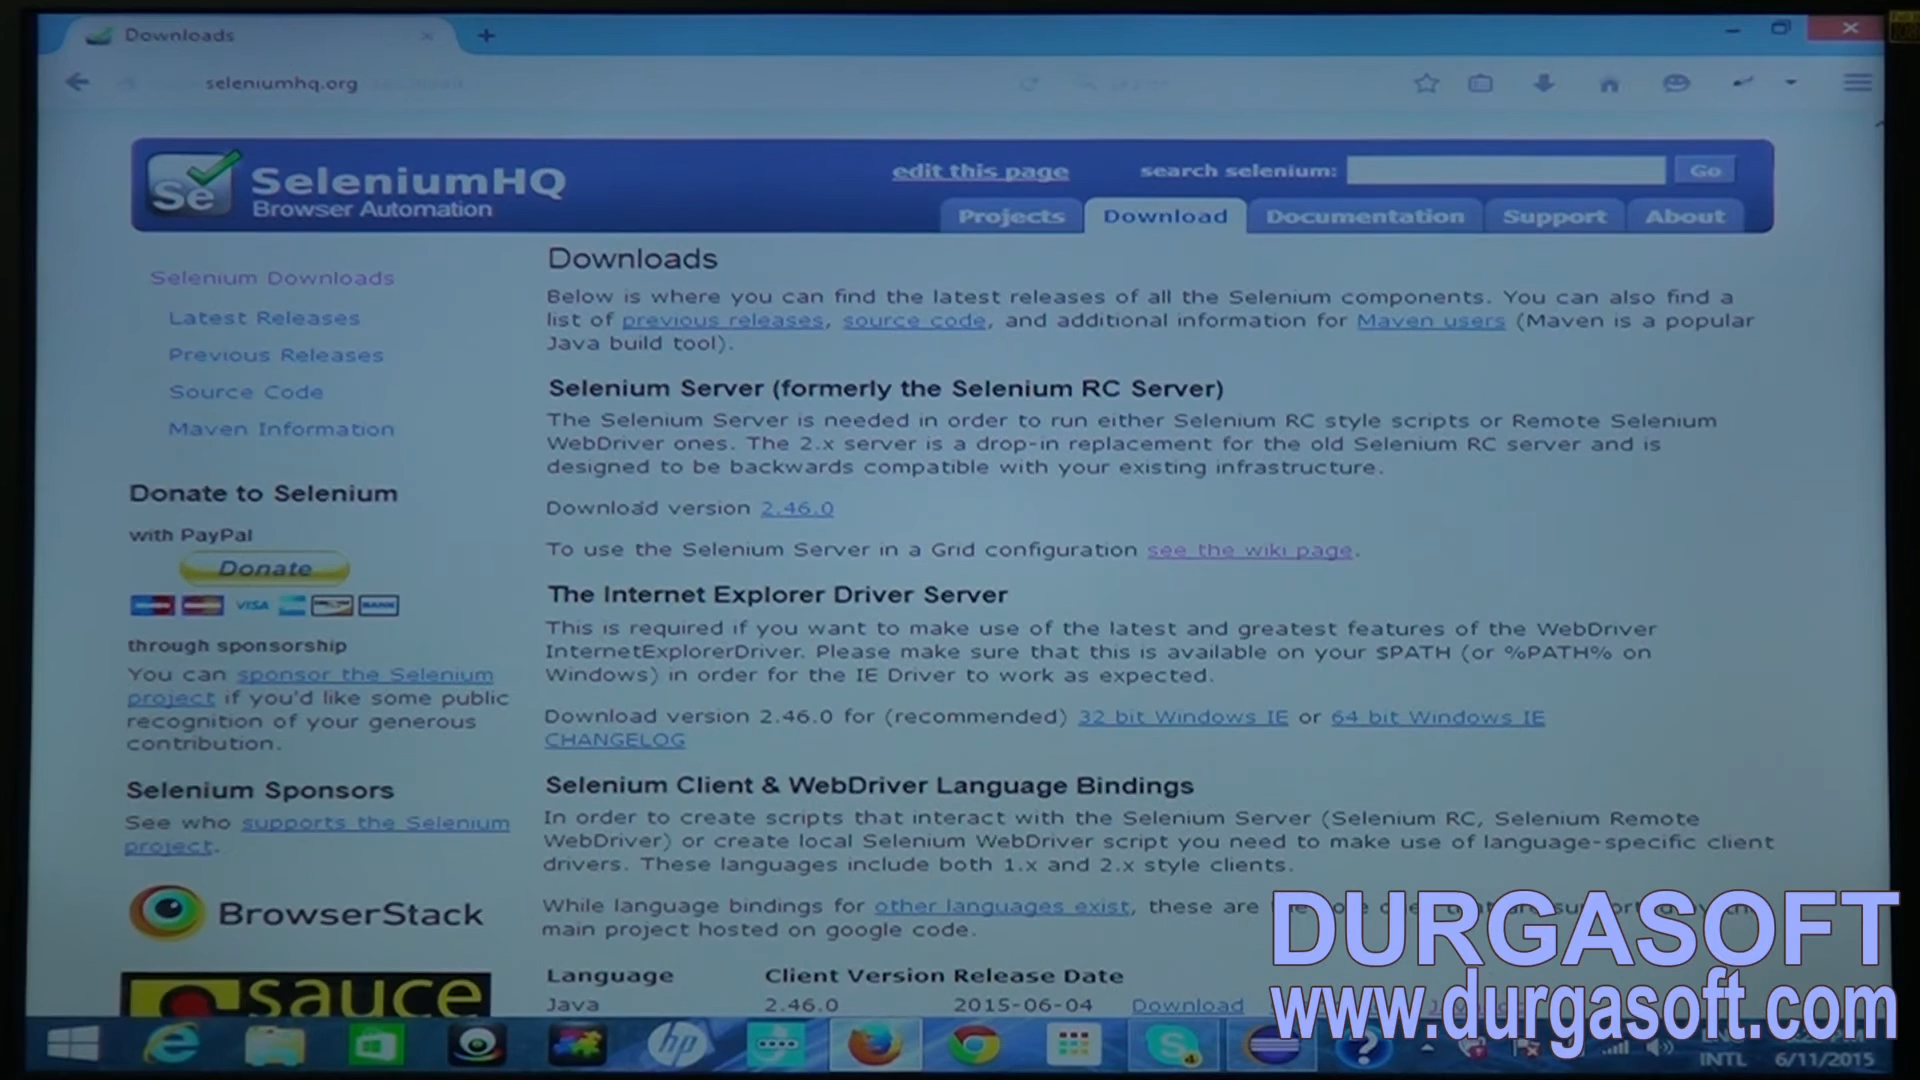 Downloads
seleniumhq.org
Se
SeleniumHQ
Browser Automation
edit this page
search selenium:
Go
Projects
Download
Documentation
Support
About
Selenium Downloads
Latest Releases
Previous Releases
Source Code
Maven Information
Donate to Selenium
with PayPal
Donate
VISA
through sponsorship
You can sponsor the Selenium
project if you'd like some public
recognition of your generous
contribution.
Selenium Sponsors
See who supports the Selenium
project.
BrowserStack
sauce
Downloads
Below is where you can find the latest releases of all the Selenium components. You can also find a
list of previous releases, source code, and additional information for Maven users (Maven is a popular
Java build tool).
Selenium Server (formerly the Selenium RC Server)
The Selenium Server is needed in order to run either Selenium RC style scripts or Remote Selenium
WebDriver ones. The 2.x server is a drop-in replacement for the old Selenium RC server and is
designed to be backwards compatible with your existing infrastructure.
Download version 2.46.0
To use the Selenium Server in a Grid configuration see the wiki page.
The Internet Explorer Driver Server
This is required if you want to make use of the latest and greatest features of the WebDriver
InternetExplorerDriver. Please make sure that this is available on your $PATH (or %PATH% on
Windows) in order for the IE Driver to work as expected.
Download version 2.46.0 for (recommended) 32 bit Windows IE or 64 bit Windows IE
CHANGELOG
Selenium Client & WebDriver Language Bindings
In order to create scripts that interact with the Selenium Server (Selenium RC, Selenium Remote
WebDriver) or create local Selenium WebDriver script you need to make use of language-specific client
drivers. These languages include both 1.x and 2.x style clients.
While language bindings for other languages exist, these are
main project hosted on google code.
Language Client Version Release Date
Java 2.46.0 2015-06-04 Download
DURGASOFT
www.durgasoft.com
hp
4
?
INTL
6/11/2015